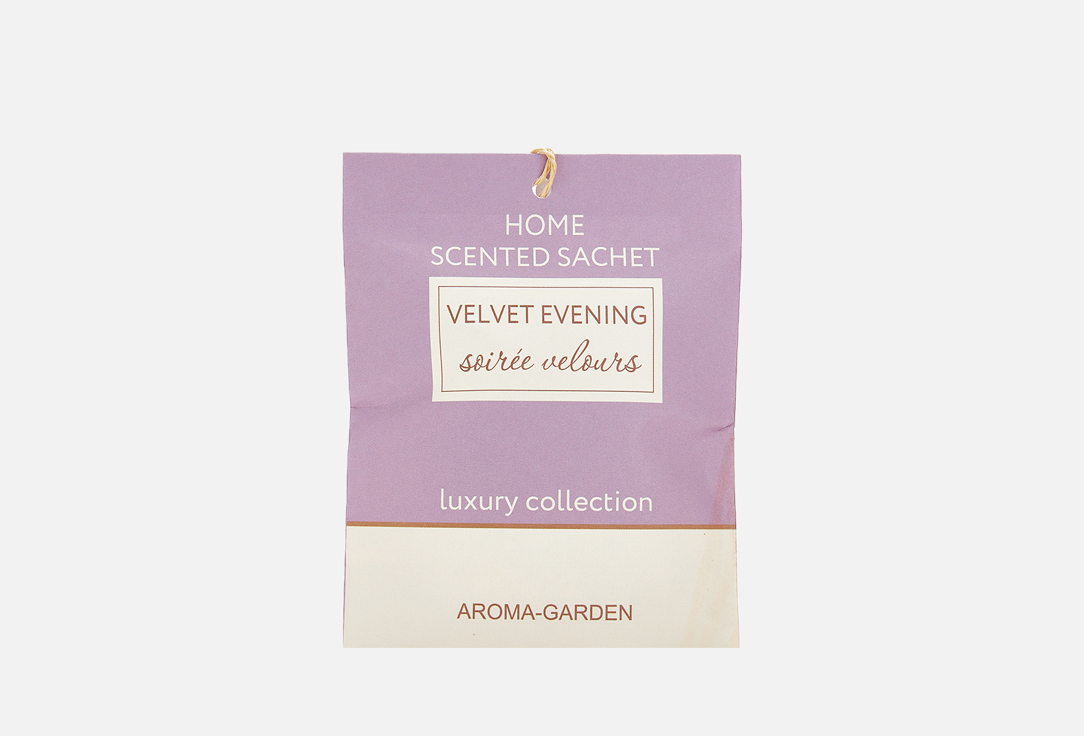 HOME
SCENTED SACHET
VELVET EVENING
soirée velours
luxury collection
AROMA-GARDEN